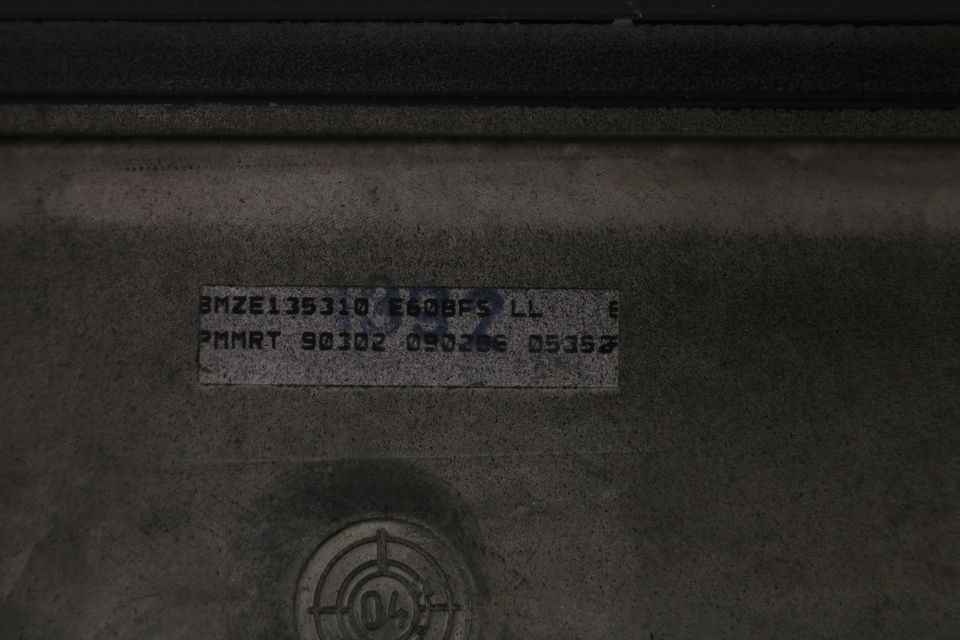 BMZE135310 E60BFS LL E
PMMRT 90302 090206 05352
04